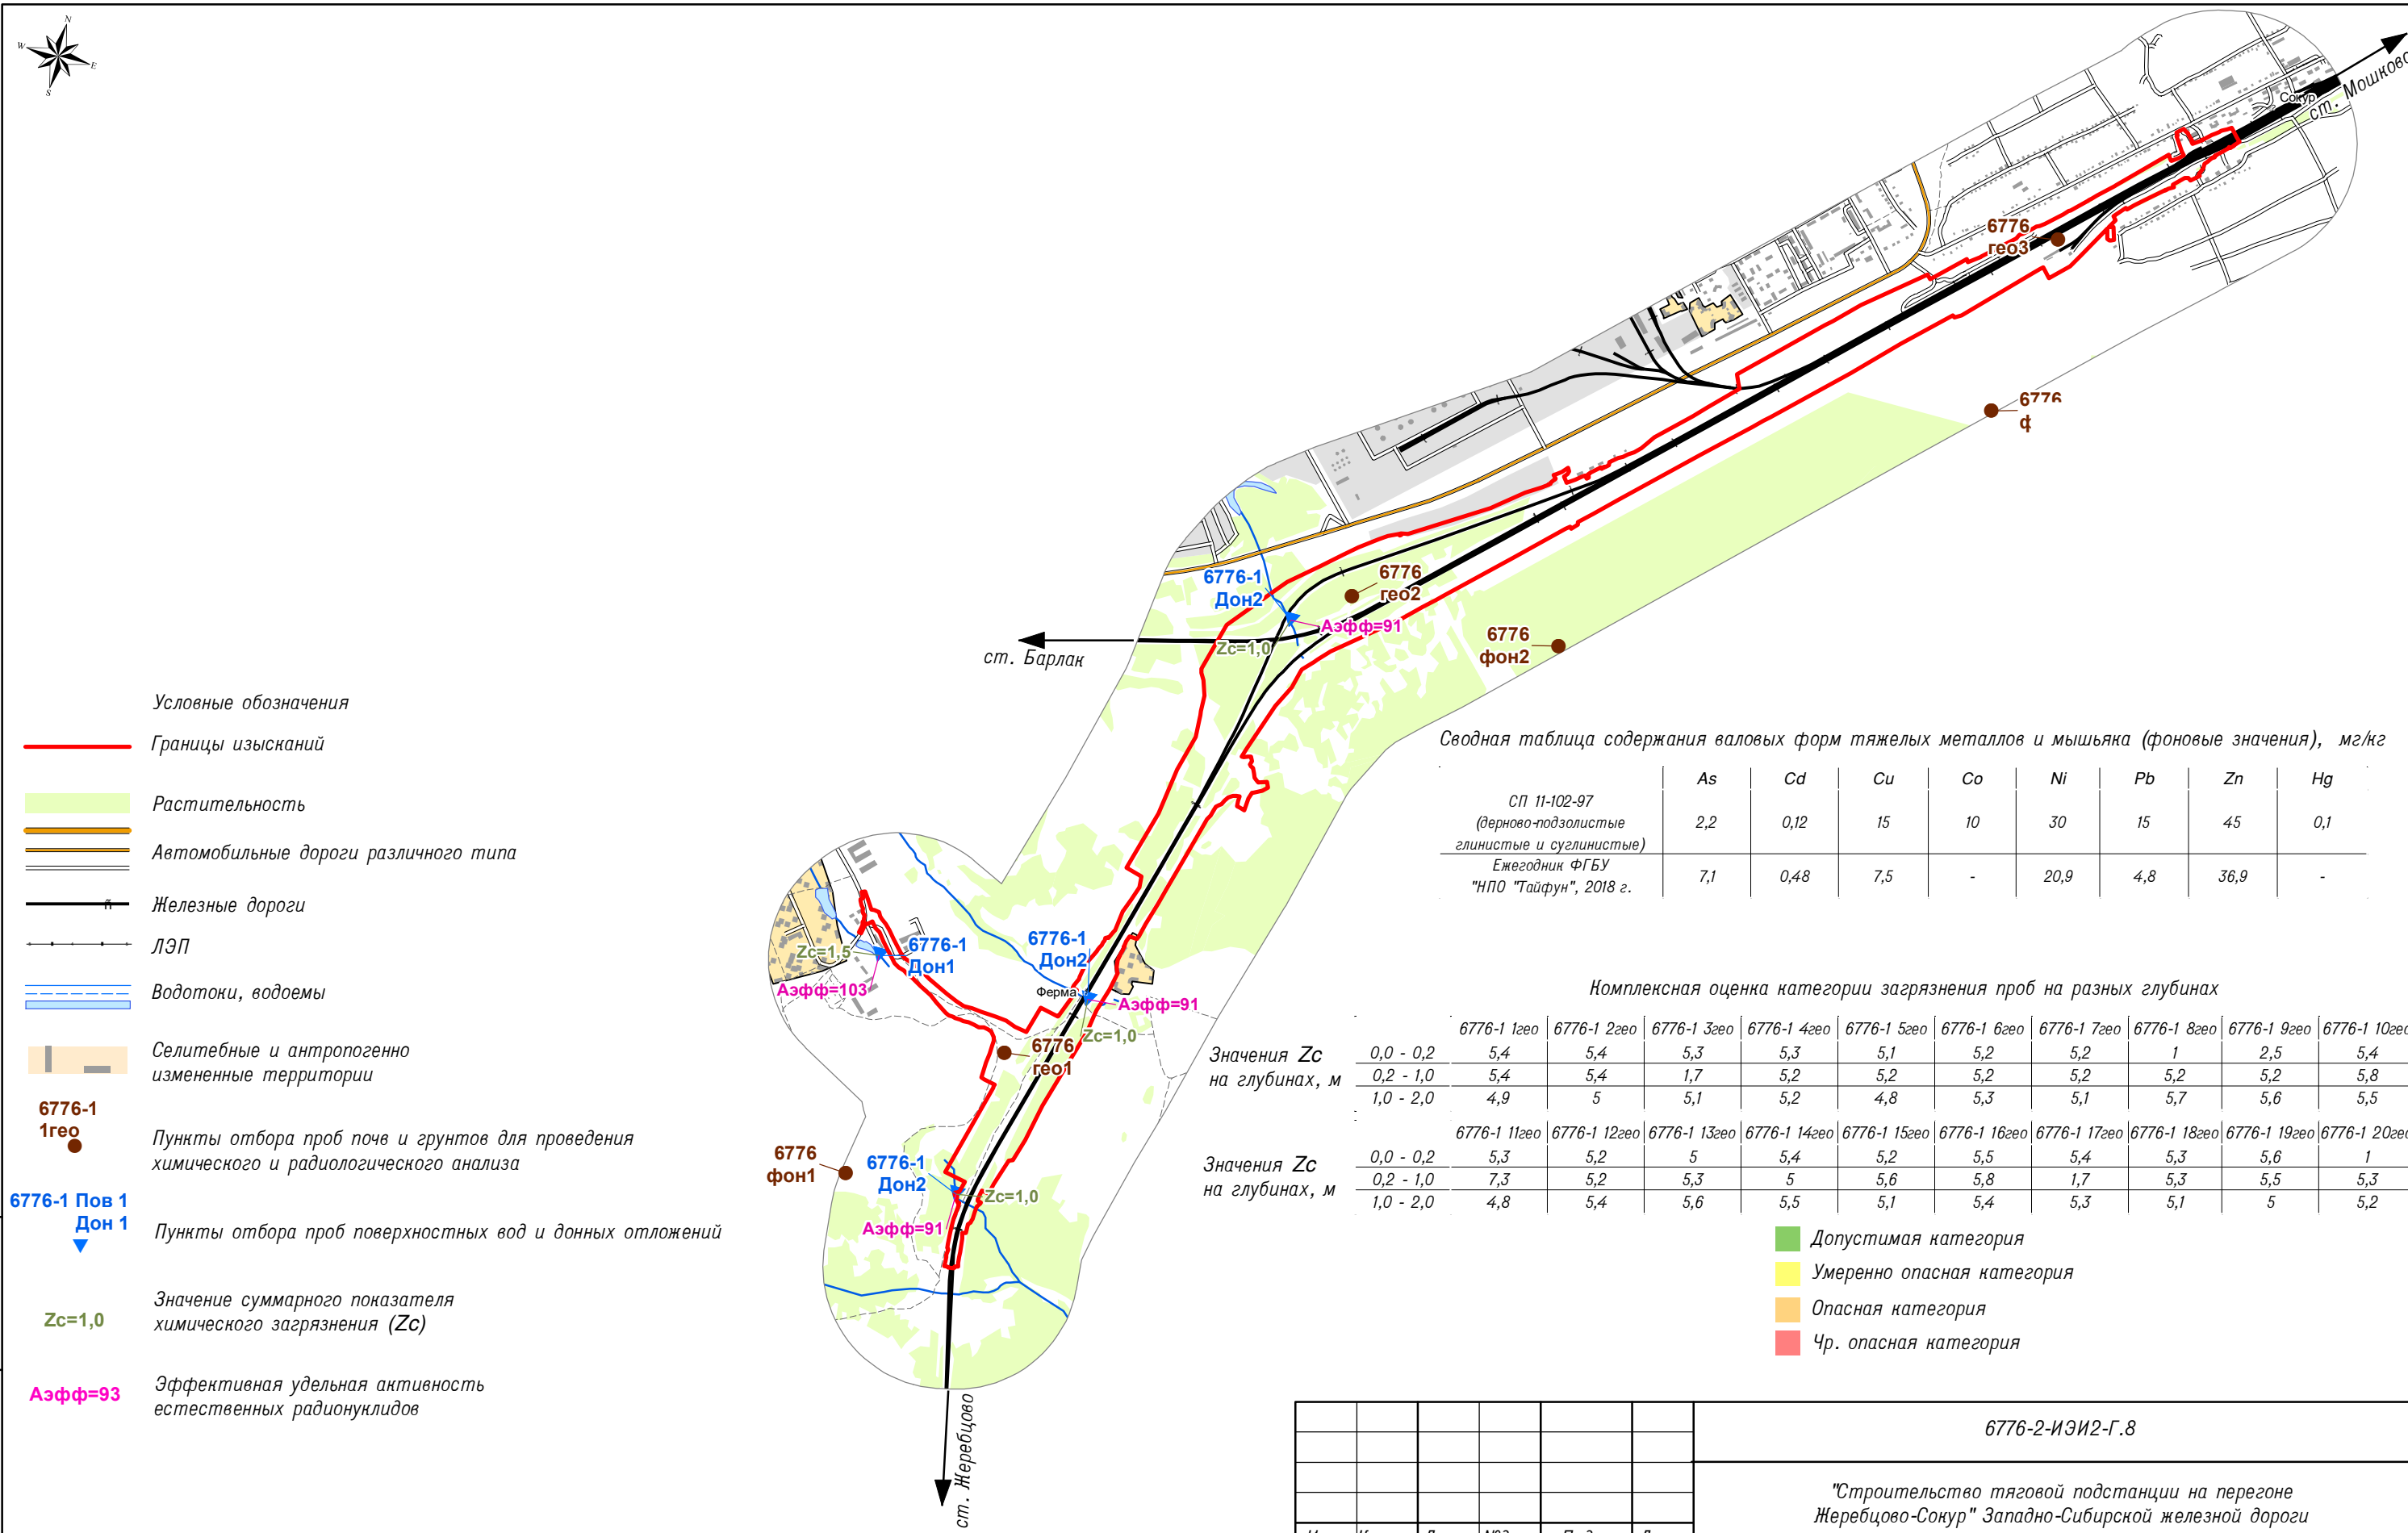 N
W
E
S
ст. Мошково
Сокур
6776
гео3
6776
ф
6776-1
Дон2
6776
гео2
Аэфф=91
Zc=1,0
6776
фон2
ст. Барлак
Условные обозначения
Границы изысканий
Растительность
Автомобильные дороги различного типа
Железные дороги
ЛЭП
Водотоки, водоемы
Селитебные и антропогенно
измененные территории
6776-1
1гео
Пункты отбора проб почв и грунтов для проведения
химического и радиологического анализа
6776-1 Пов 1
Дон 1
Пункты отбора проб поверхностных вод и донных отложений
Zc=1,0
Значение суммарного показателя
химического загрязнения (Zc)
Аэфф=93
Эффективная удельная активность
естественных радионуклидов
Zc=1,5
6776-1
Дон1
Аэфф=103
6776-1
Дон2
Ферма
Аэфф=91
Zc=1,0
6776
гео1
6776
фон1
6776-1
Дон2
Zc=1,0
Аэфф=91
ст. Жеребцово
Сводная таблица содержания валовых форм тяжелых металлов и мышьяка (фоновые значения), мг/кг
As Cd Cu Co Ni Pb Zn Hg
СП 11-102-97
(дерново-подзолистые
глинистые и суглинистые)
2,2 0,12 15 10 30 15 45 0,1
Ежегодник ФГБУ
"НПО "Тайфун", 2018 г.
7,1 0,48 7,5 - 20,9 4,8 36,9 -
Комплексная оценка категории загрязнения проб на разных глубинах
6776-1 1гео 6776-1 2гео 6776-1 3гео 6776-1 4гео 6776-1 5гео 6776-1 6гео 6776-1 7гео 6776-1 8гео 6776-1 9гео 6776-1 10гео
Значения Zc
на глубинах, м
0,0 - 0,2 5,4 5,4 5,3 5,3 5,1 5,2 5,2 1 2,5 5,4
0,2 - 1,0 5,4 5,4 1,7 5,2 5,2 5,2 5,2 5,2 5,2 5,8
1,0 - 2,0 4,9 5 5,1 5,2 4,8 5,3 5,1 5,7 5,6 5,5
6776-1 11гео 6776-1 12гео 6776-1 13гео 6776-1 14гео 6776-1 15гео 6776-1 16гео 6776-1 17гео 6776-1 18гео 6776-1 19гео 6776-1 20гео
Значения Zc
на глубинах, м
0,0 - 0,2 5,3 5,2 5 5,4 5,2 5,5 5,4 5,3 5,6 1
0,2 - 1,0 7,3 5,2 5,3 5 5,6 5,8 1,7 5,3 5,5 5,3
1,0 - 2,0 4,8 5,4 5,6 5,5 5,1 5,4 5,3 5,1 5 5,2
Допустимая категория
Умеренно опасная категория
Опасная категория
Чр. опасная категория
6776-2-ИЭИ2-Г.8
"Строительство тяговой подстанции на перегоне
Жеребцово-Сокур" Западно-Сибирской железной дороги